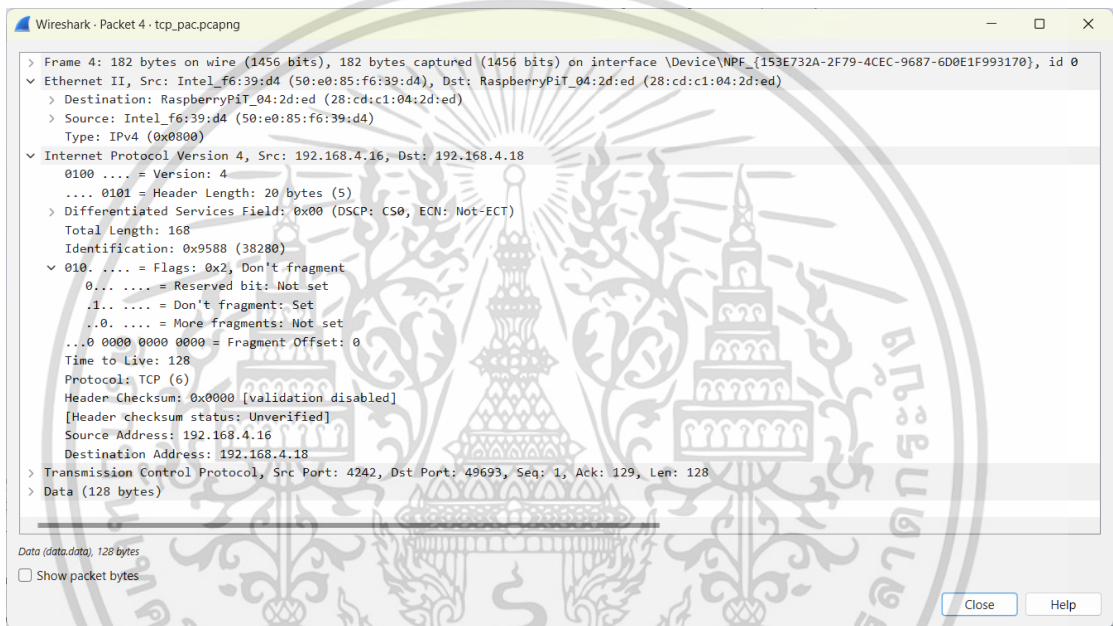 Wireshark · Packet 4 · tcp_pac.pcapng
Frame 4: 182 bytes on wire (1456 bits), 182 bytes captured (1456 bits) on interface \Device\NPF_{153E732A-2F79-4CEC-9687-6D0E1F993170}, id 0
Ethernet II, Src: Intel_f6:39:d4 (50:e0:85:f6:39:d4), Dst: RaspberryPiT_04:2d:ed (28:cd:c1:04:2d:ed)
Destination: RaspberryPiT_04:2d:ed (28:cd:c1:04:2d:ed)
Source: Intel_f6:39:d4 (50:e0:85:f6:39:d4)
Type: IPv4 (0x0800)
Internet Protocol Version 4, Src: 192.168.4.16, Dst: 192.168.4.18
0100 .... = Version: 4
.... 0101 = Header Length: 20 bytes (5)
Differentiated Services Field: 0x00 (DSCP: CS0, ECN: Not-ECT)
Total Length: 168
Identification: 0x9588 (38280)
010. .... = Flags: 0x2, Don't fragment
0... .... = Reserved bit: Not set
.1.. .... = Don't fragment: Set
..0. .... = More fragments: Not set
...0 0000 0000 0000 = Fragment Offset: 0
Time to Live: 128
Protocol: TCP (6)
Header Checksum: 0x0000 [validation disabled]
[Header checksum status: Unverified]
Source Address: 192.168.4.16
Destination Address: 192.168.4.18
Transmission Control Protocol, Src Port: 4242, Dst Port: 49693, Seq: 1, Ack: 129, Len: 128
Data (128 bytes)
Data (data.data), 128 bytes
Show packet bytes
Close
Help